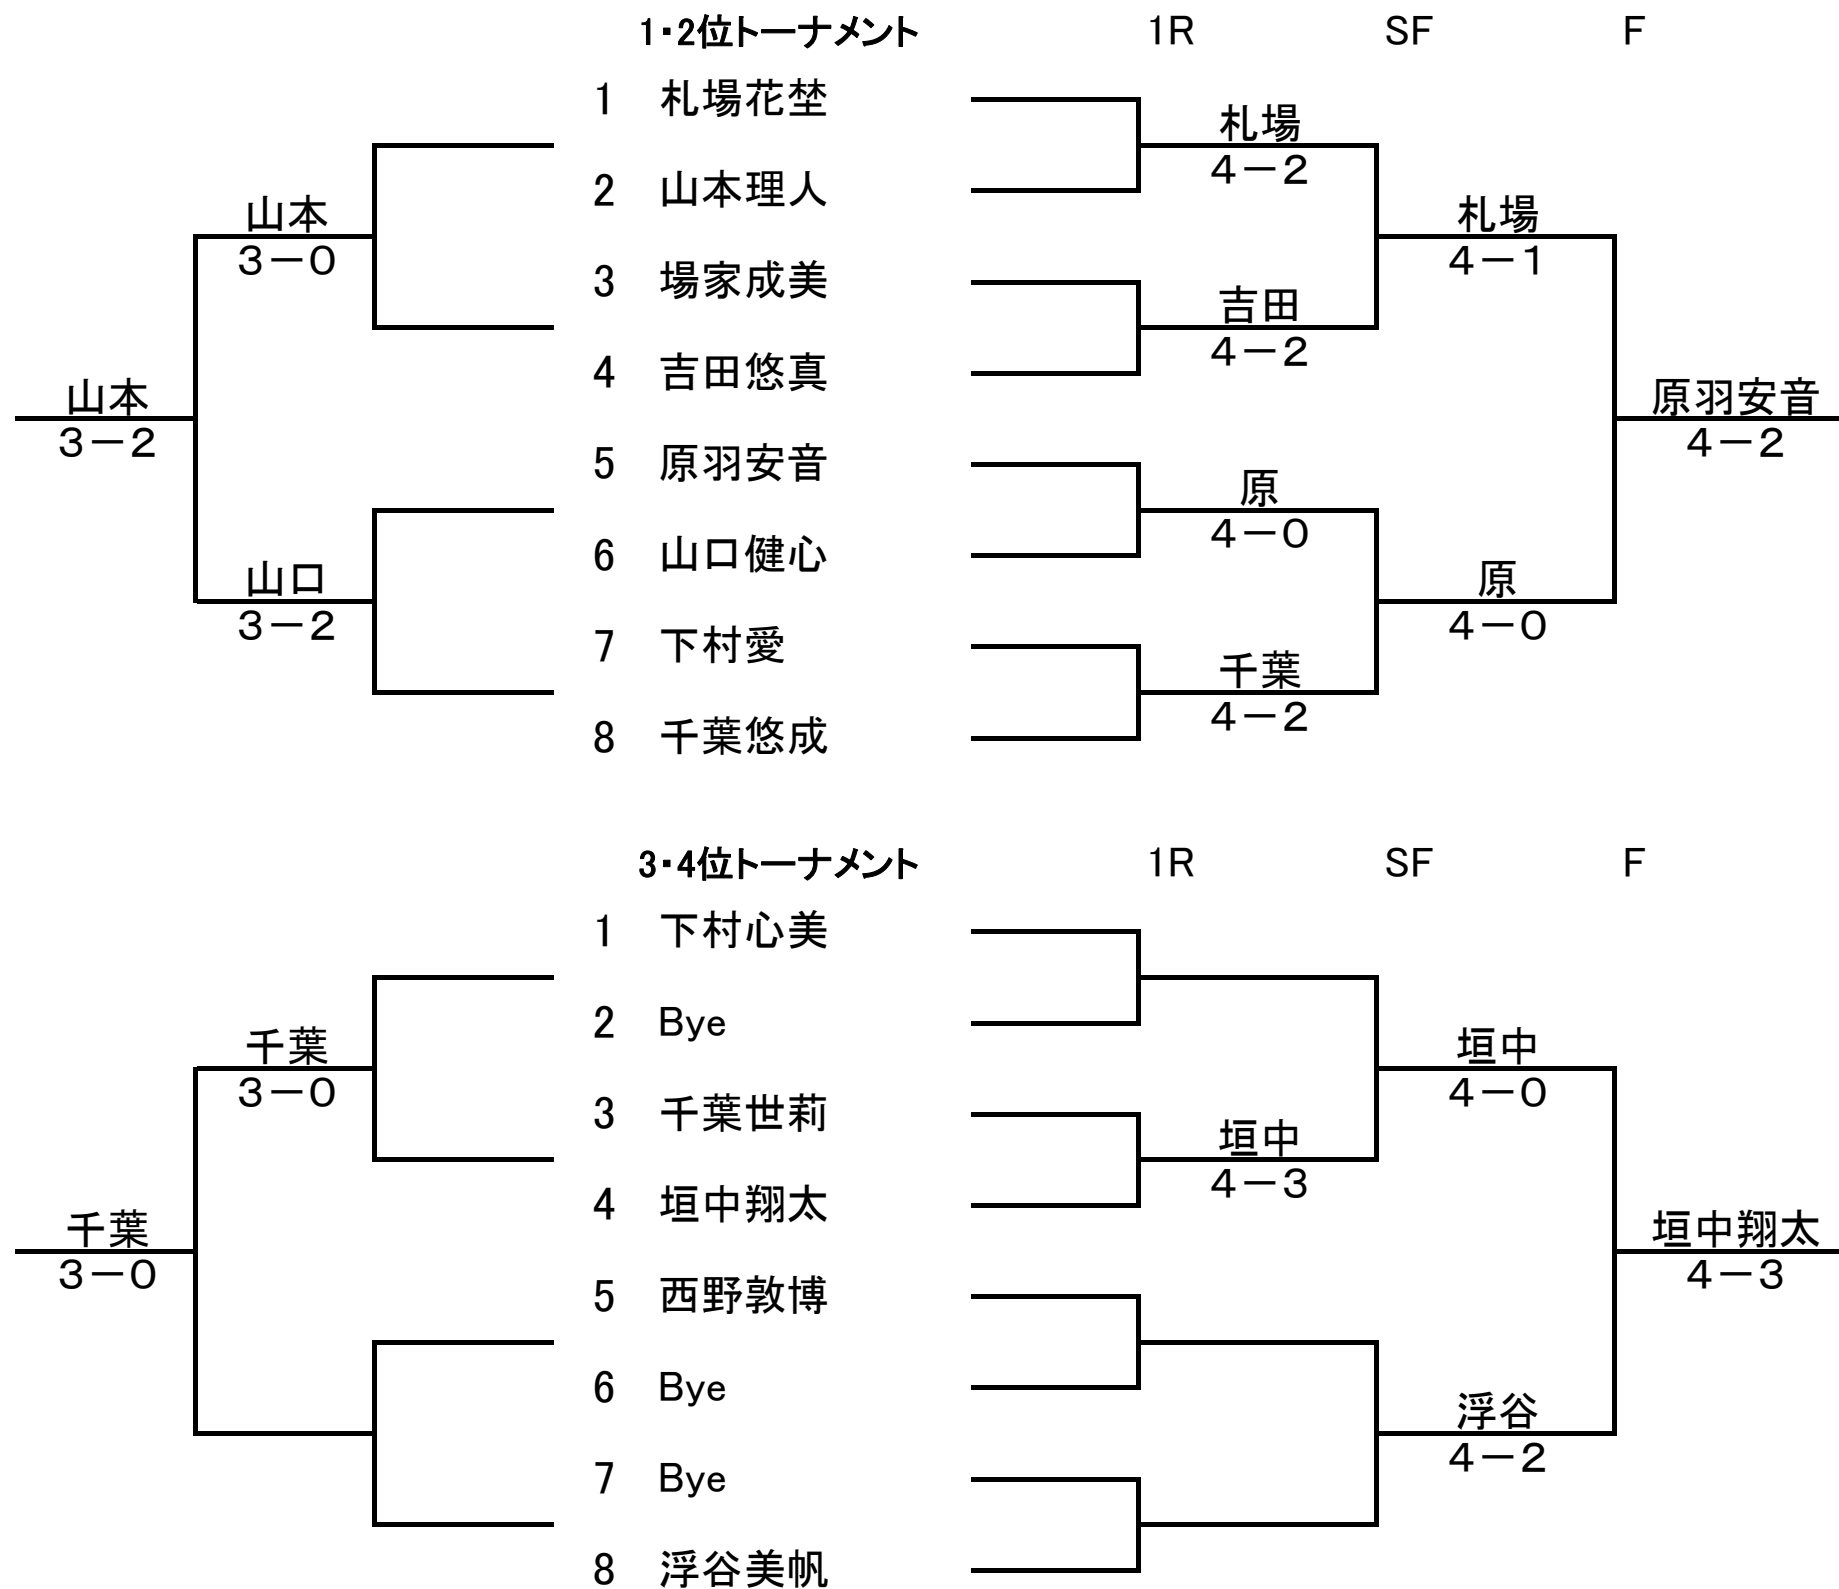 1・2位トーナメント 1R SF F
1 札場花埜
札場
2 山本理人 4－2
山本 札場
3－0 4－1
3 場家成美
吉田
4 吉田悠真 4－2
山本 原羽安音
3－2 4－2
5 原羽安音
原
6 山口健心 4－0
山口 原
3－2 4－0
7 下村愛
千葉
8 千葉悠成 4－2
3・4位トーナメント 1R SF F
1 下村心美
2 Bye
千葉 垣中
3－0 4－0
3 千葉世莉
垣中
4 垣中翔太 4－3
千葉 垣中翔太
3－0 4－3
5 西野敦博
6 Bye
浮谷
7 Bye 4－2
8 浮谷美帆